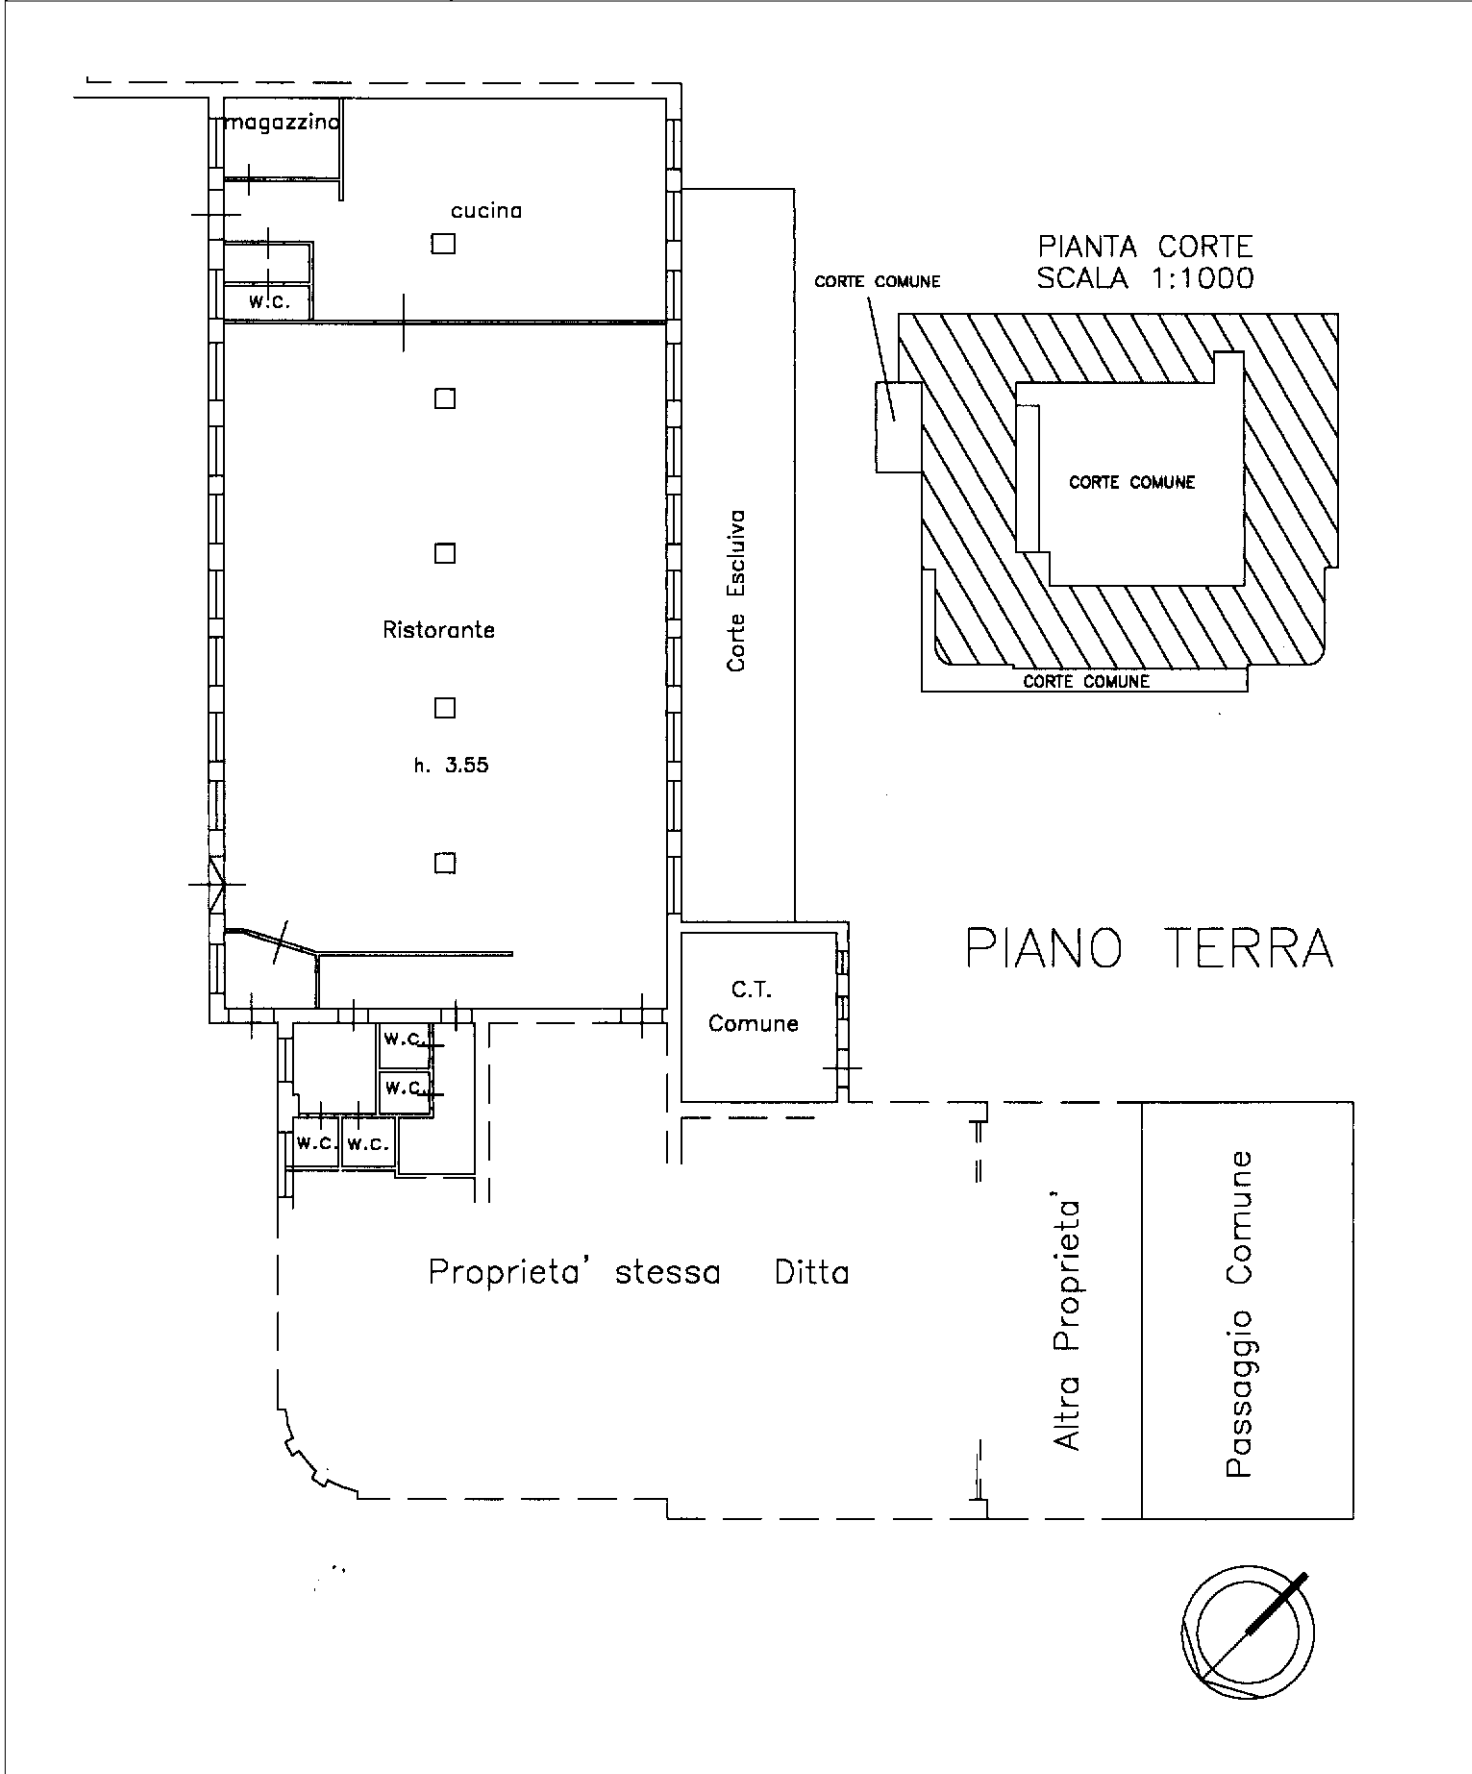 magazzino
cucina
W.C.
PIANTA CORTE
SCALA 1:1000
CORTE COMUNE
CORTE COMUNE
CORTE COMUNE
Corte Escluiva
Ristorante
h. 3.55
PIANO TERRA
C.T.
Comune
W.C.
W.C.
W.C.
W.C.
Proprieta' stessa Ditta
Altra Proprieta'
Passaggio Comune